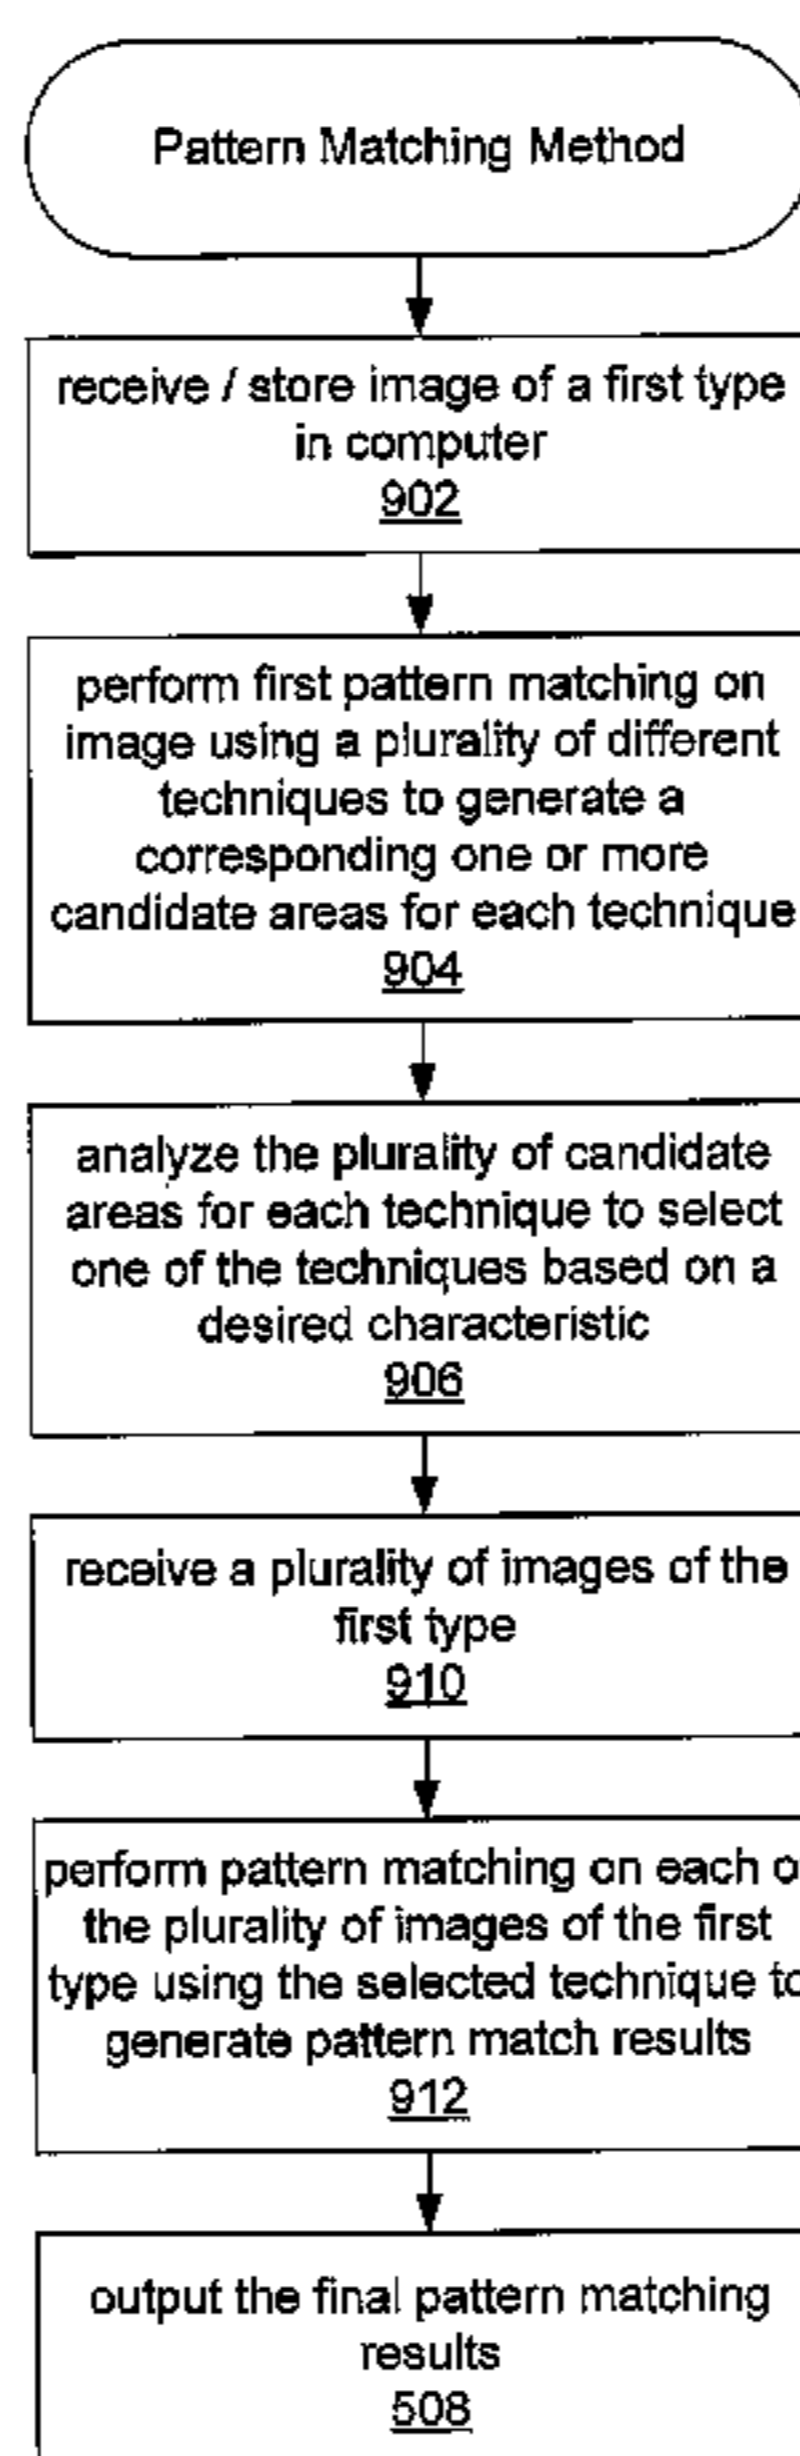 Pattern Matching Method
receive / store image of a first type
in computer
902
perform first pattern matching on
image using a plurality of different
techniques to generate a
corresponding one or more
candidate areas for each technique
904
analyze the plurality of candidate
areas for each technique to select
one of the techniques based on a
desired characteristic
906
receive a plurality of images of the
first type
910
perform pattern matching on each o
the plurality of images of the first
type using the selected technique to
generate pattern match results
912
output the final pattern matching
results
508